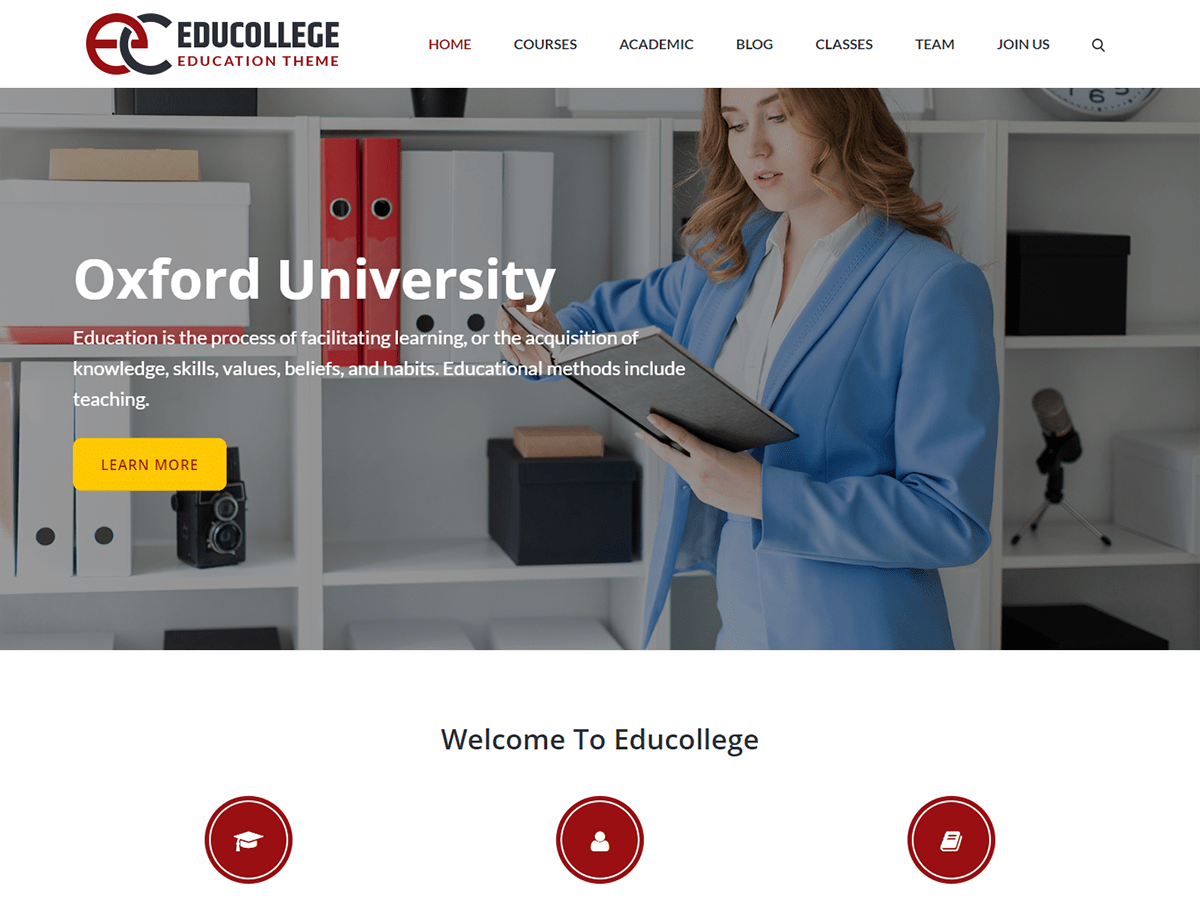 EDUCOLLEGE
EDUCATION THEME
HOME COURSES ACADEMIC BLOG CLASSES TEAM JOIN US
6
Oxford University
Education is the process of facilitating learning, or the acquisition of
knowledge, skills, values, beliefs, and habits. Educational methods include
teaching.
LEARN MORE
Welcome To Educollege